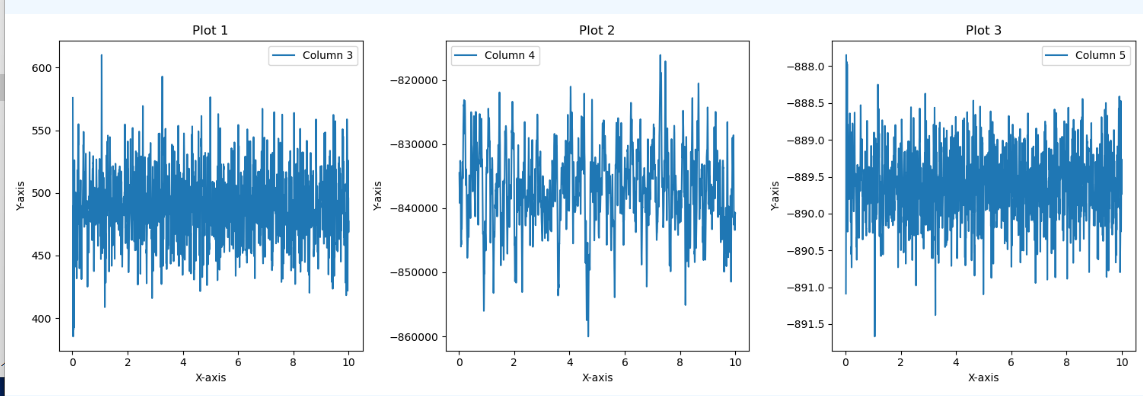 Plot 1
Column 3
600
550
500
450
400
Y-axis
0 2 4 6 8 10
X-axis
Plot 2
Column 4
−820000
−830000
−840000
−850000
−860000
Y-axis
0 2 4 6 8 10
X-axis
Plot 3
Column 5
−888.0
−888.5
−889.0
−889.5
−890.0
−890.5
−891.0
−891.5
Y-axis
0 2 4 6 8 10
X-axis